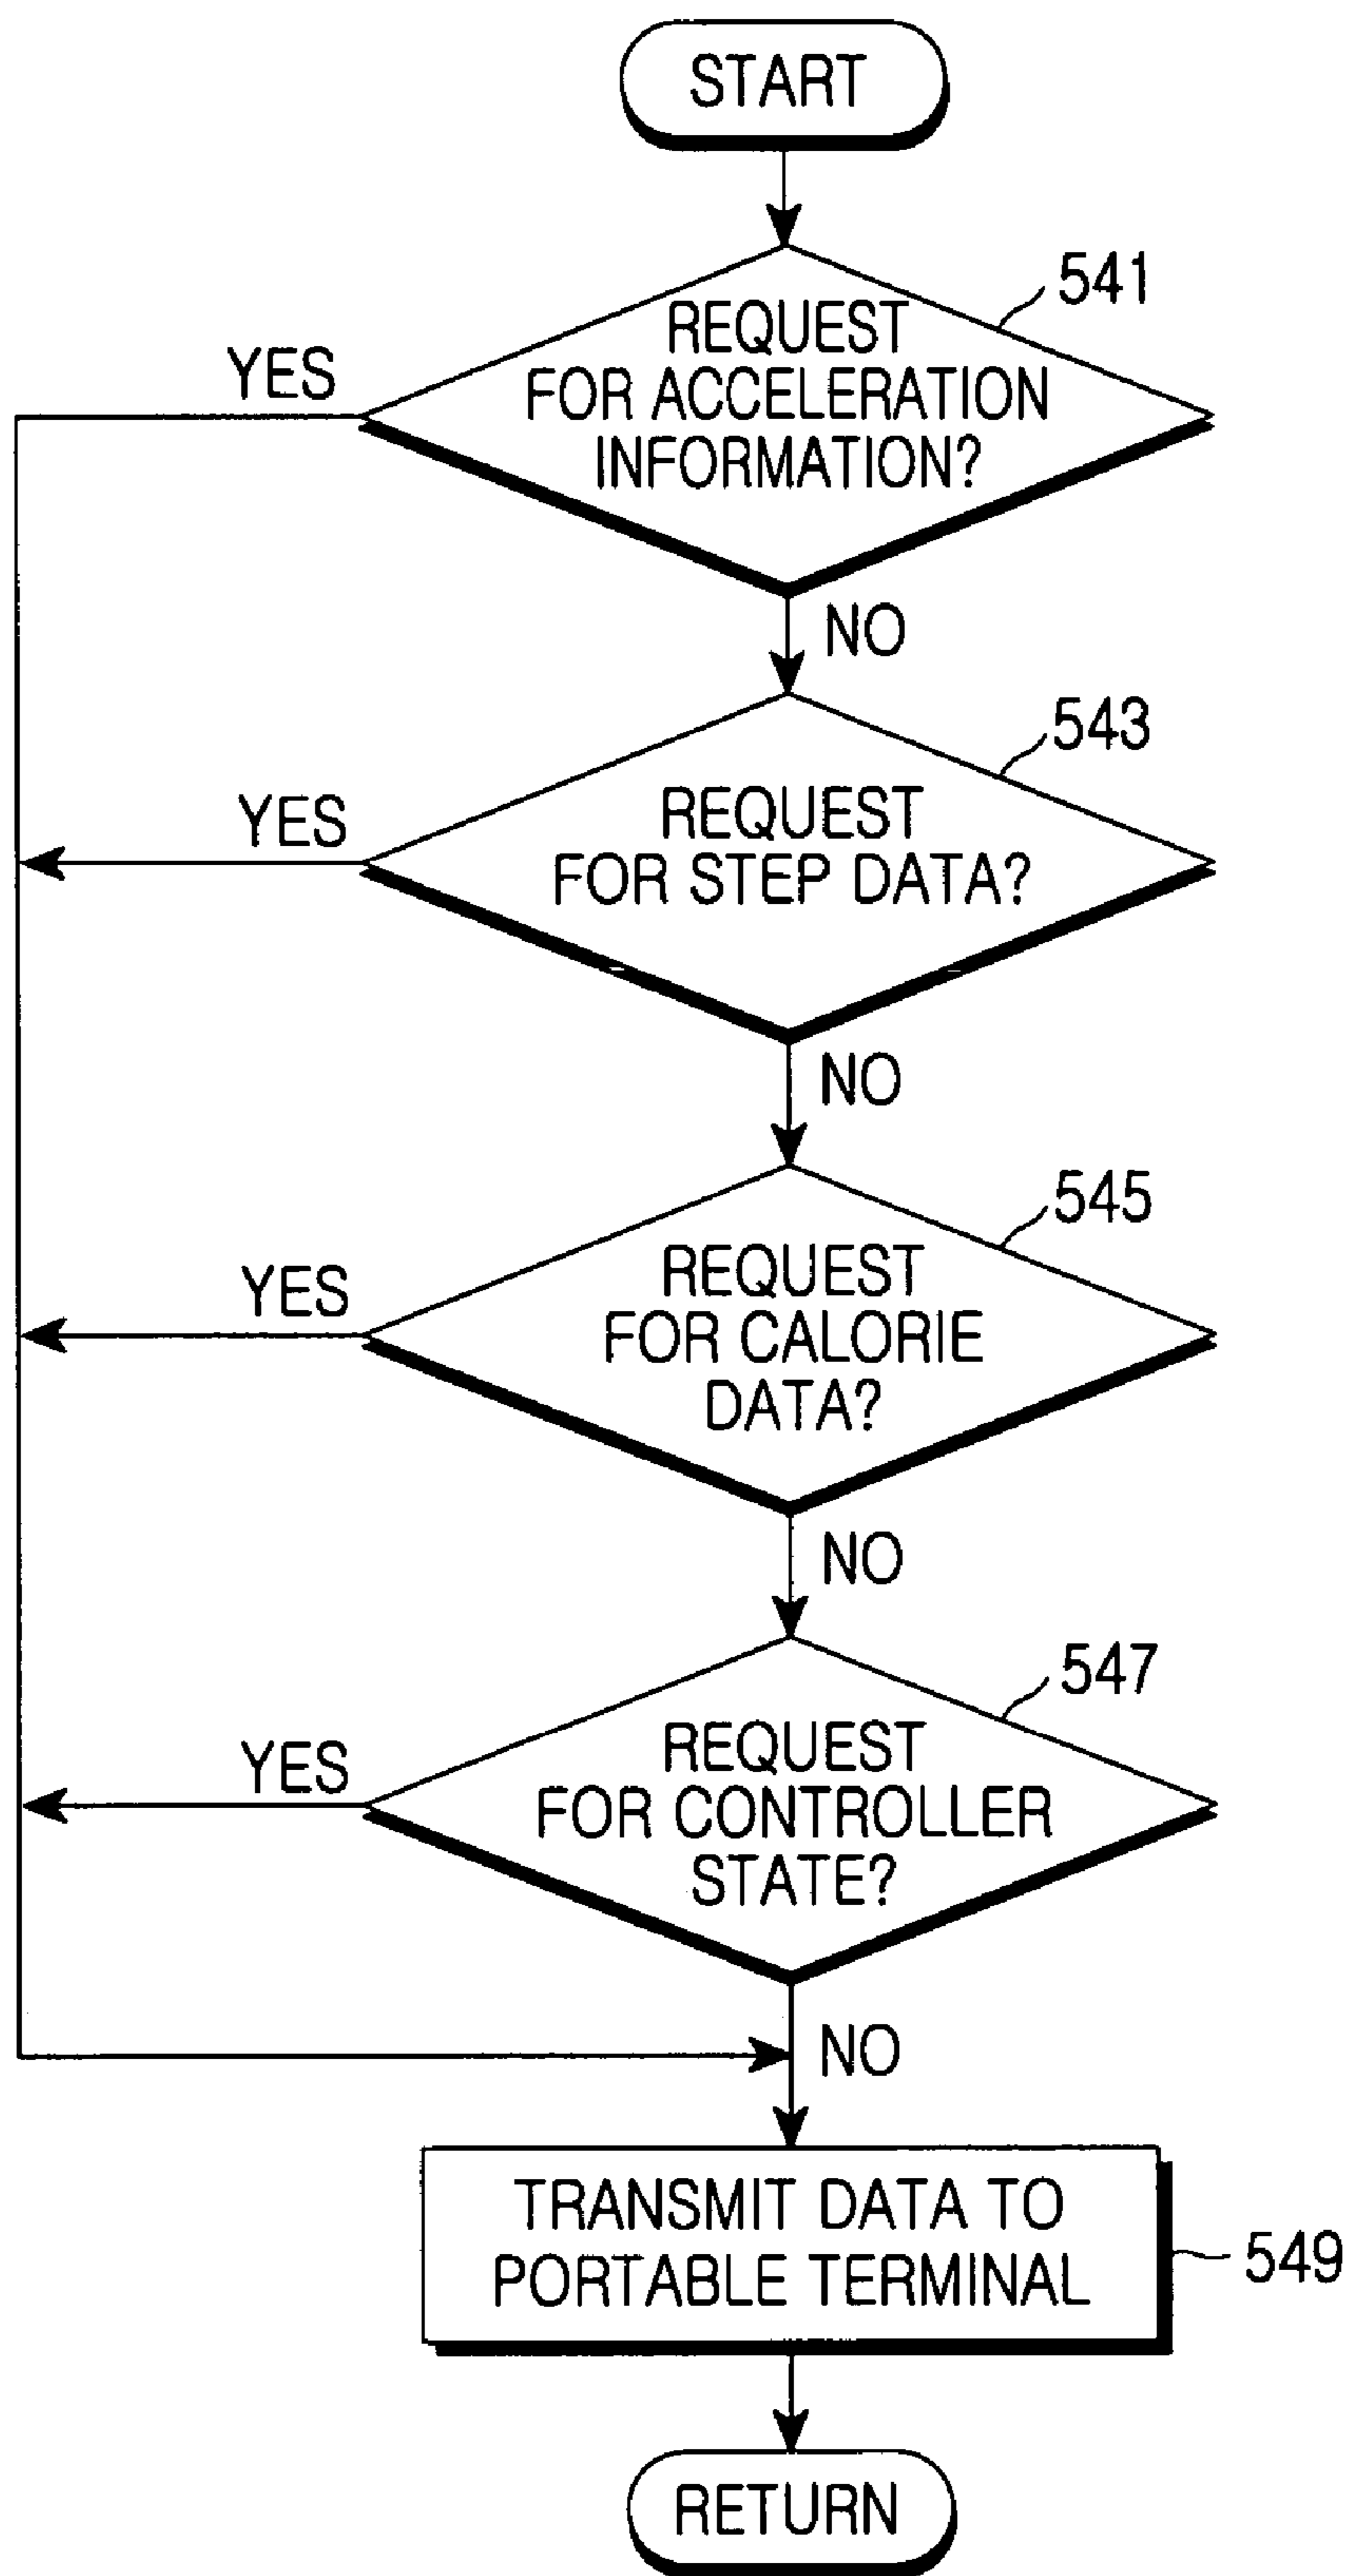 START
541
REQUEST
FOR ACCELERATION
INFORMATION?
YES
NO
543
REQUEST
FOR STEP DATA?
YES
NO
545
REQUEST
FOR CALORIE
DATA?
YES
NO
547
REQUEST
FOR CONTROLLER
STATE?
YES
NO
TRANSMIT DATA TO
PORTABLE TERMINAL
549
RETURN